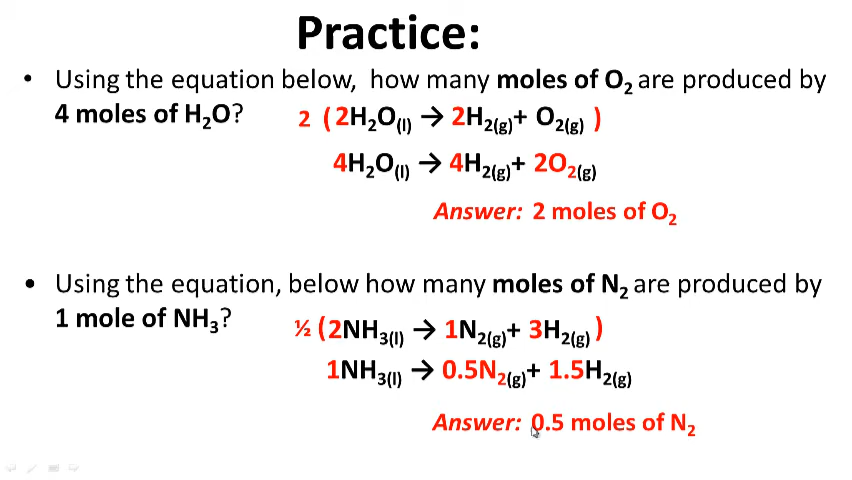 Practice:
• Using the equation below,  how many moles of O₂ are produced by
4 moles of H₂O?
2 (2H₂O(l) → 2H₂(g)+ O₂(g) )
4H₂O(l) → 4H₂(g)+ 2O₂(g)
Answer: 2 moles of O₂
• Using the equation, below how many moles of N₂ are produced by
1 mole of NH₃?
½ (2NH₃(l) → 1N₂(g)+ 3H₂(g) )
1NH₃(l) → 0.5N₂(g)+ 1.5H₂(g)
Answer: 0.5 moles of N₂